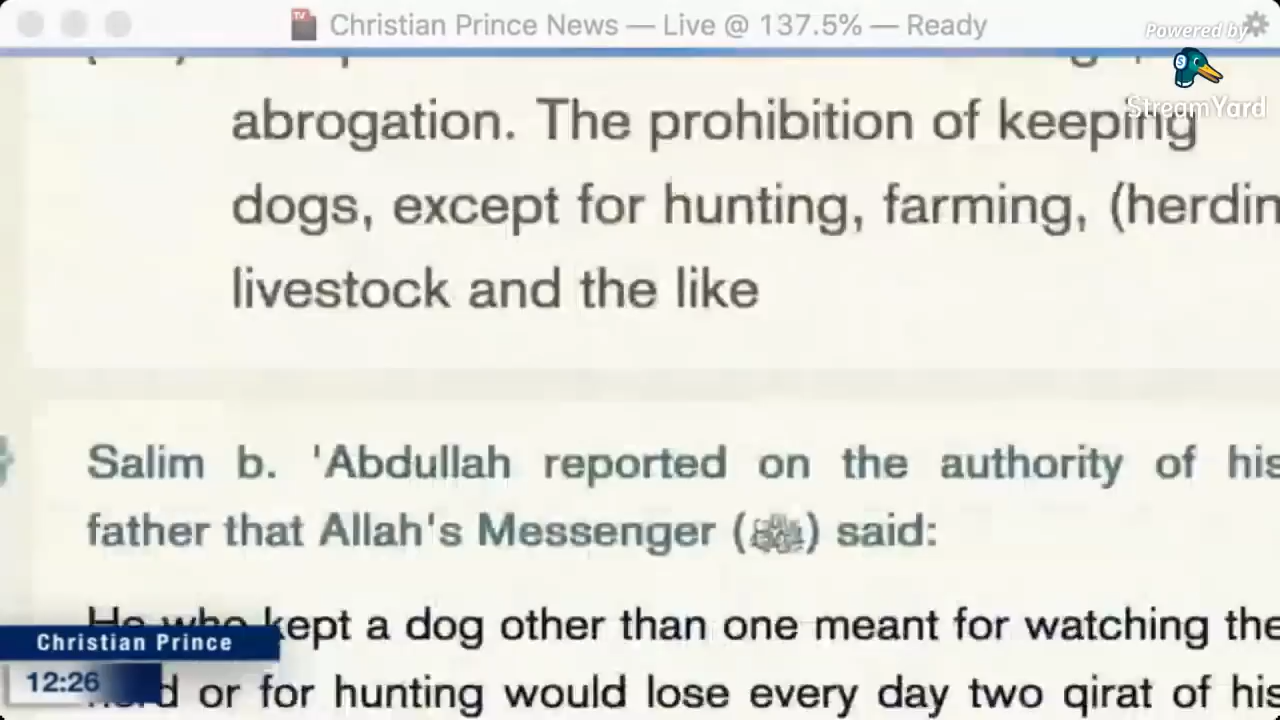 Christian Prince News — Live @ 137.5% — Ready
Powered by
StreamYard
abrogation. The prohibition of keeping
dogs, except for hunting, farming, (herdin
livestock and the like
Salim b. 'Abdullah reported on the authority of his
father that Allah's Messenger (ﷺ) said:
He who kept a dog other than one meant for watching the
herd or for hunting would lose every day two qirat of his
Christian Prince
12:26